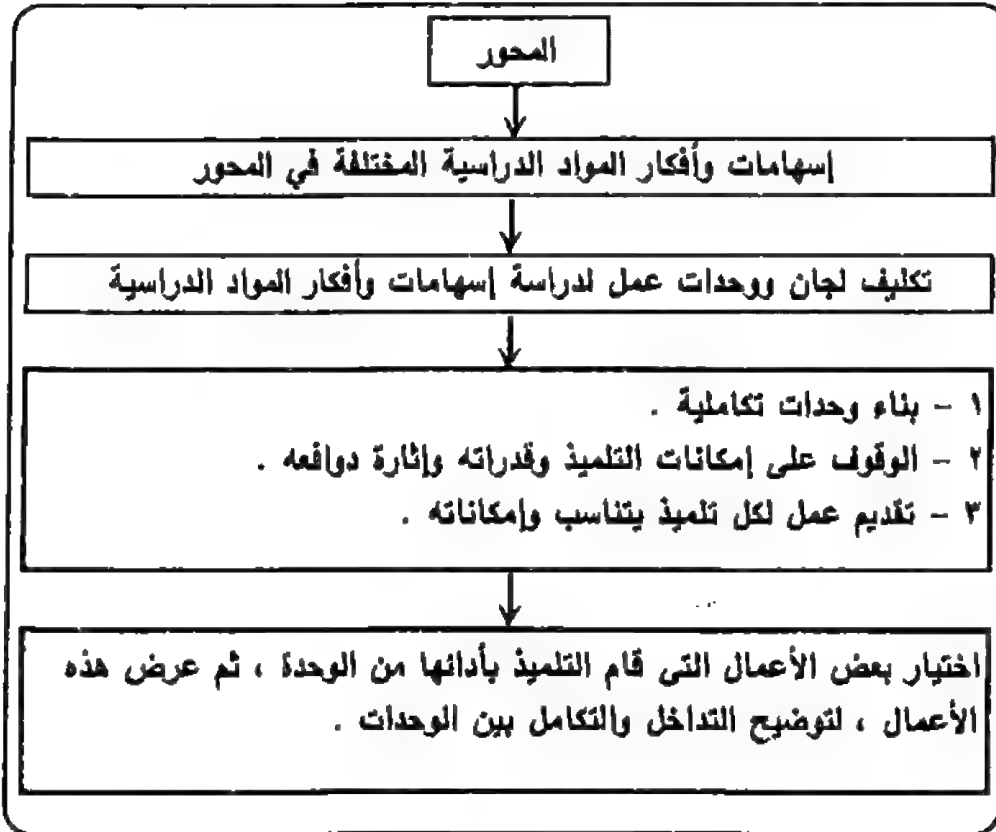 المحور
إسهامات وأفكار المواد الدراسية المختلفة في المحور
تكليف لجان ووحدات عمل لدراسة إسهامات وأفكار المواد الدراسية
١ - بناء وحدات تكاملية .
٢ - الوقوف على إمكانات التلميذ وقدراته وإثارة دوافعه .
٣ - تقديم عمل لكل تلميذ يتناسب وإمكاناته .
اختيار بعض الأعمال التى قام التلميذ بأدائها من الوحدة ، ثم عرض هذه
الأعمال ، لتوضيح التداخل والتكامل بين الوحدات .